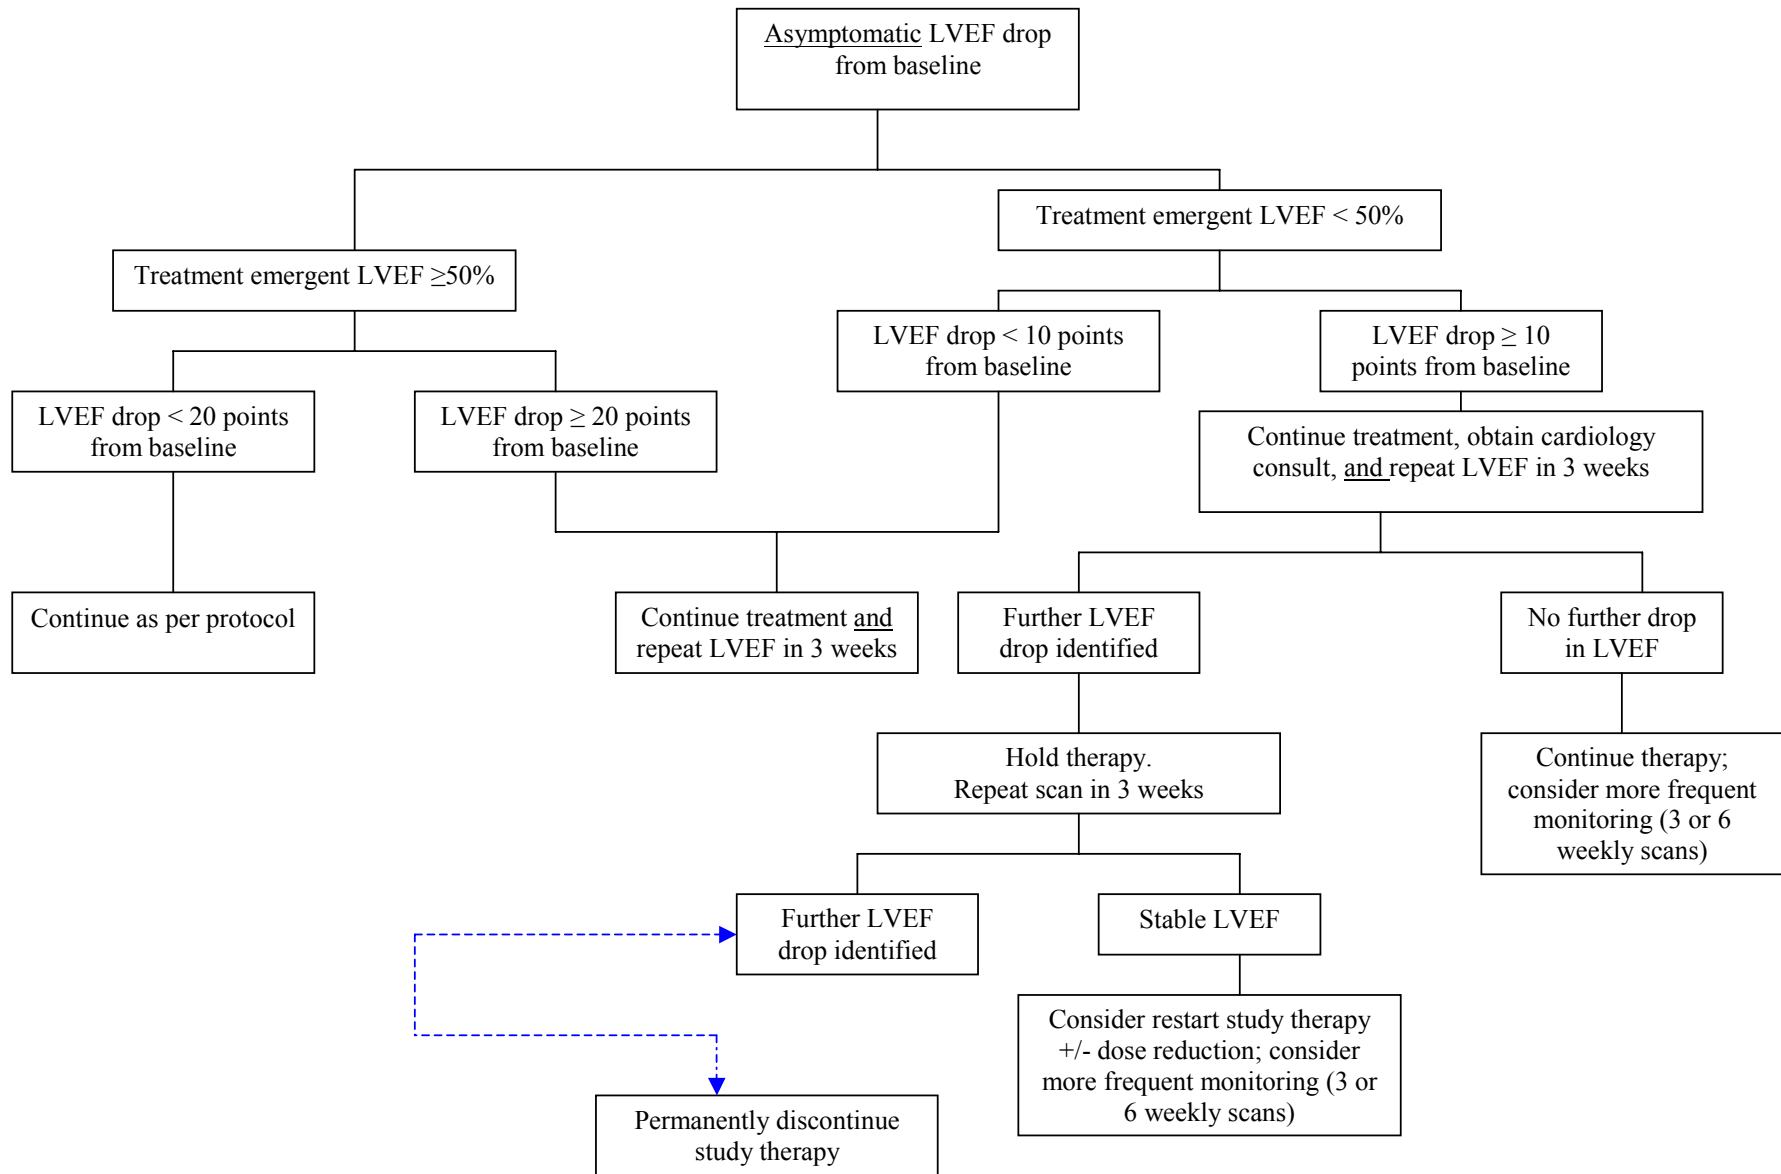 Asymptomatic LVEF drop
from baseline
Treatment emergent LVEF < 50%
Treatment emergent LVEF ≥50%
LVEF drop < 10 points
from baseline
LVEF drop ≥ 10
points from baseline
LVEF drop < 20 points
from baseline
LVEF drop ≥ 20 points
from baseline
Continue treatment, obtain cardiology
consult, and repeat LVEF in 3 weeks
Continue as per protocol
Continue treatment and
repeat LVEF in 3 weeks
Further LVEF
drop identified
No further drop
in LVEF
Hold therapy.
Repeat scan in 3 weeks
Continue therapy;
consider more frequent
monitoring (3 or 6
weekly scans)
Further LVEF
drop identified
Stable LVEF
Consider restart study therapy
+/- dose reduction; consider
more frequent monitoring (3 or
6 weekly scans)
Permanently discontinue
study therapy